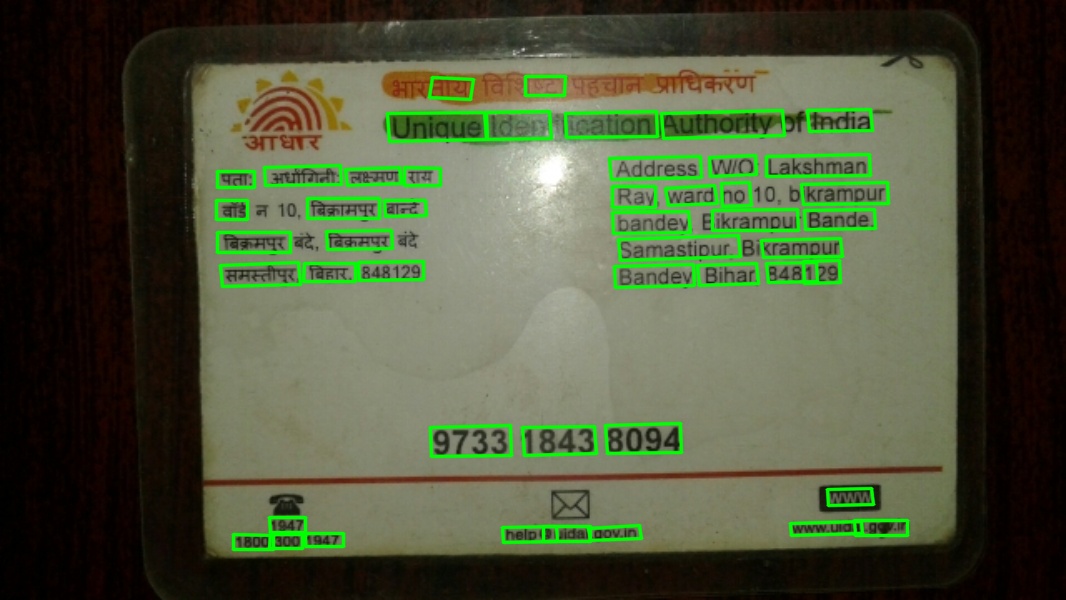 भारतीय विशिष्ट पहचान प्राधिकरण
Unique Identification Authority of India
आधार
पता: अर्धांगिनी: लक्ष्मण राय
वॉर्ड न 10, बिक्रामपुर बान्दे
बिक्रमपुर बंदे, बिक्रमपुर बंदे
समस्तीपुर, बिहार, 848129
Address W/O: Lakshman
Ray, ward no 10, bikrampur
bandey, Bikrampur Bande,
Samastipur, Bikrampur
Bandey Bihar, 848129
9733 1843 8094
1947
1800 300 1947
help@uidai.gov.in
www
www.uidai.gov.in